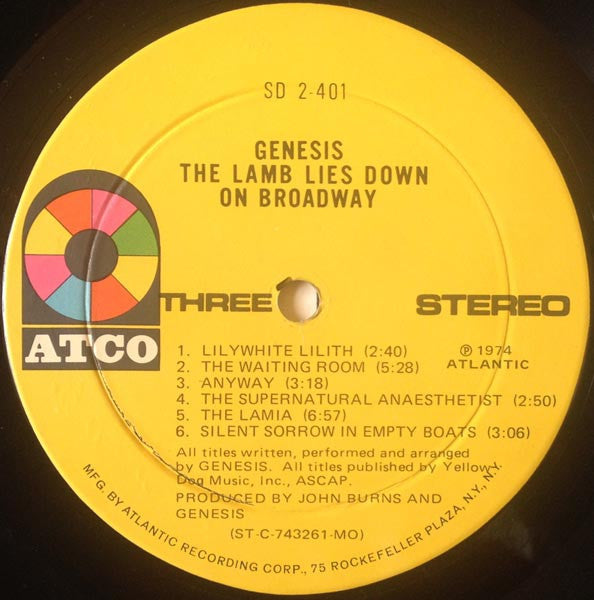 SD 2-401
GENESIS
THE LAMB LIES DOWN
ON BROADWAY
ATCO
THREE
STEREO
1. LILYWHITE LILITH (2:40)
2. THE WAITING ROOM (5:28)
3. ANYWAY (3:18)
4. THE SUPERNATURAL ANAESTHETIST (2:50)
5. THE LAMIA (6:57)
6. SILENT SORROW IN EMPTY BOATS (3:06)
℗ 1974
ATLANTIC
All titles written, performed and arranged
by GENESIS. All titles published by Yellow
Dog Music, Inc., ASCAP.
PRODUCED BY JOHN BURNS AND
GENESIS
(ST-C-743261-MO)
MFG. BY ATLANTIC RECORDING CORP., 75 ROCKEFELLER PLAZA, N.Y., N.Y.